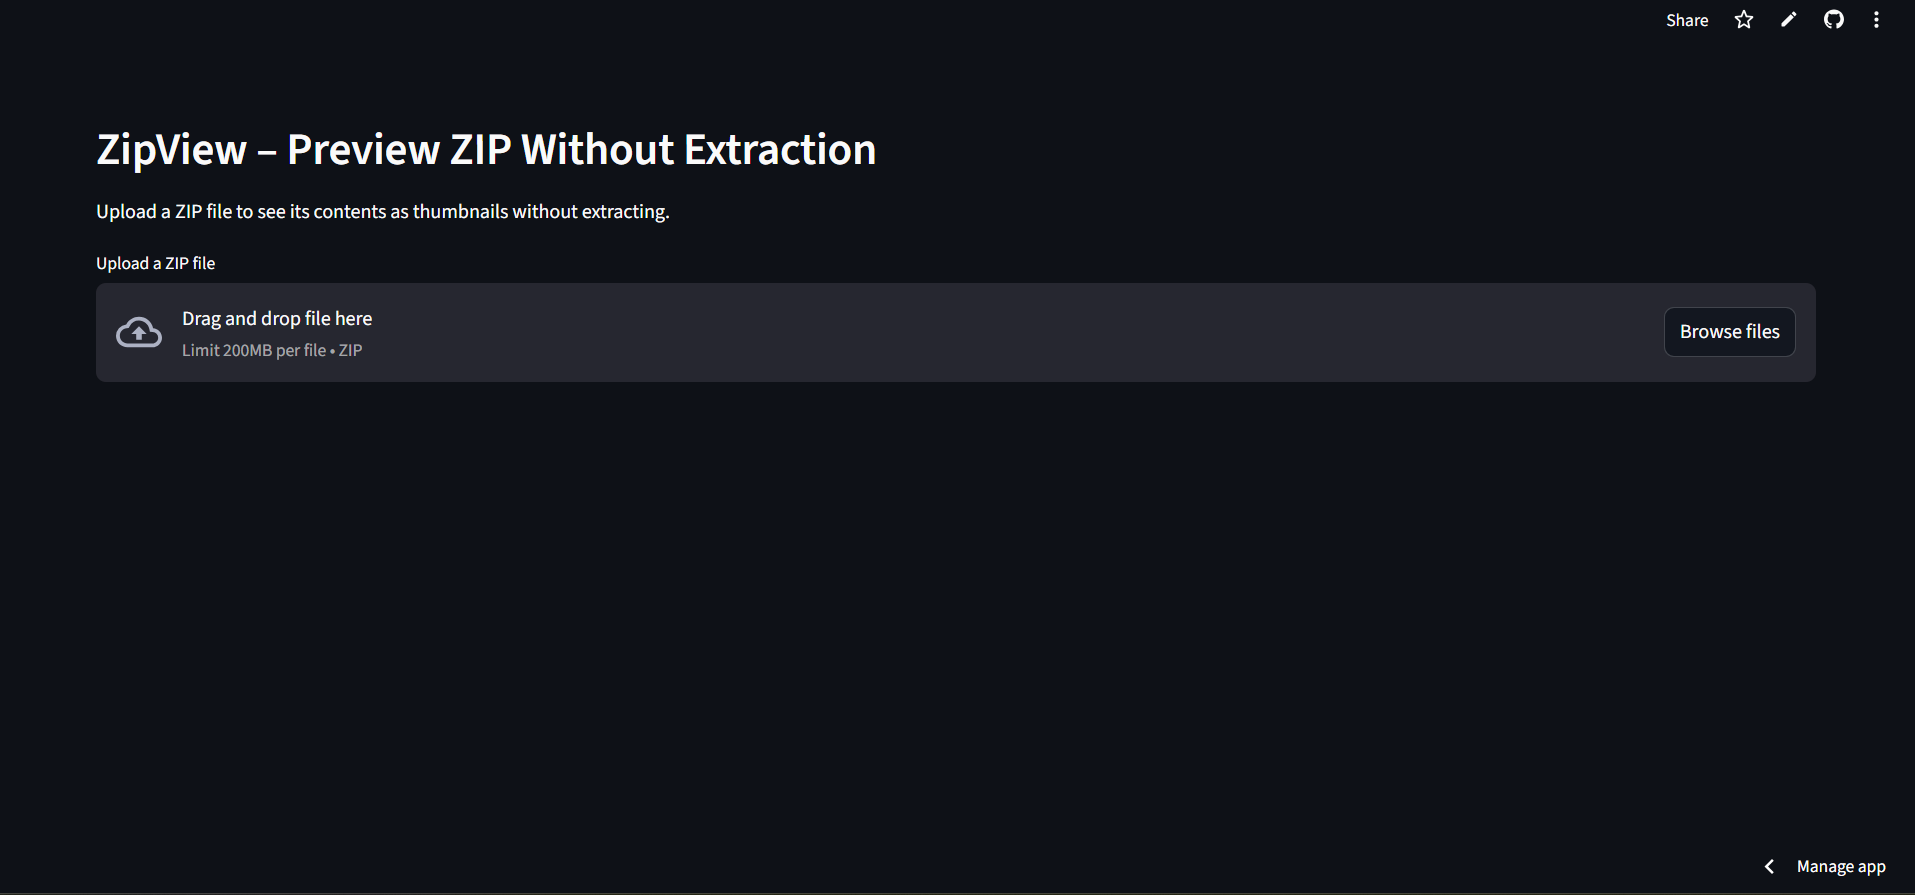 Share
ZipView – Preview ZIP Without Extraction
Upload a ZIP file to see its contents as thumbnails without extracting.
Upload a ZIP file
Drag and drop file here
Limit 200MB per file • ZIP
Browse files
Manage app